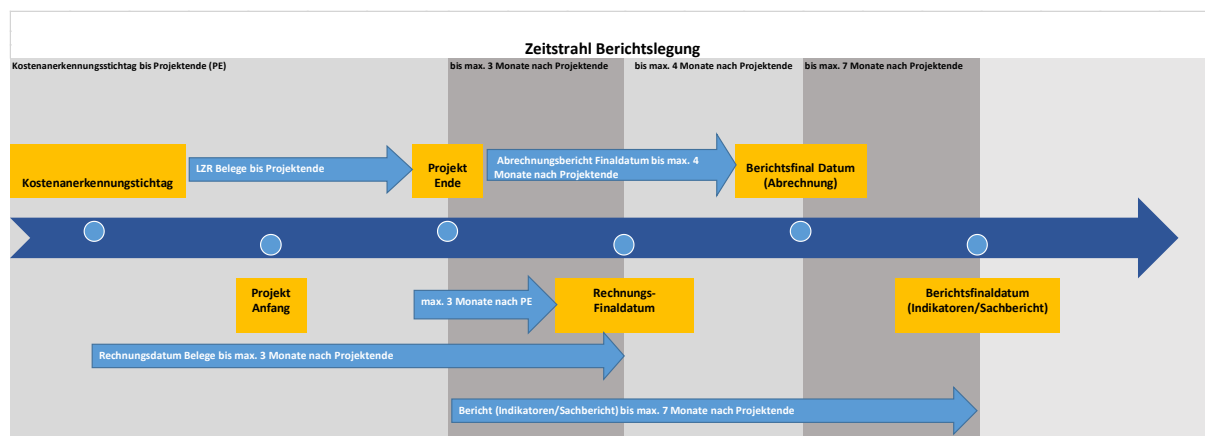 Zeitstrahl Berichtslegung
Kostenanerkennungsstichtag bis Projektende (PE)
bis max. 3 Monate nach Projektende
bis max. 4 Monate nach Projektende
bis max. 7 Monate nach Projektende
Kostenanerkennungstichtag
LZR Belege bis Projektende
Projekt
Ende
Abrechnungsbericht Finaldatum bis max. 4
Monate nach Projektende
Berichtsfinal Datum
(Abrechnung)
Projekt
Anfang
max. 3 Monate nach PE
Rechnungs-
Finaldatum
Berichtsfinaldatum
(Indikatoren/Sachbericht)
Rechnungsdatum Belege bis max. 3 Monate nach Projektende
Bericht (Indikatoren/Sachbericht) bis max. 7 Monate nach Projektende